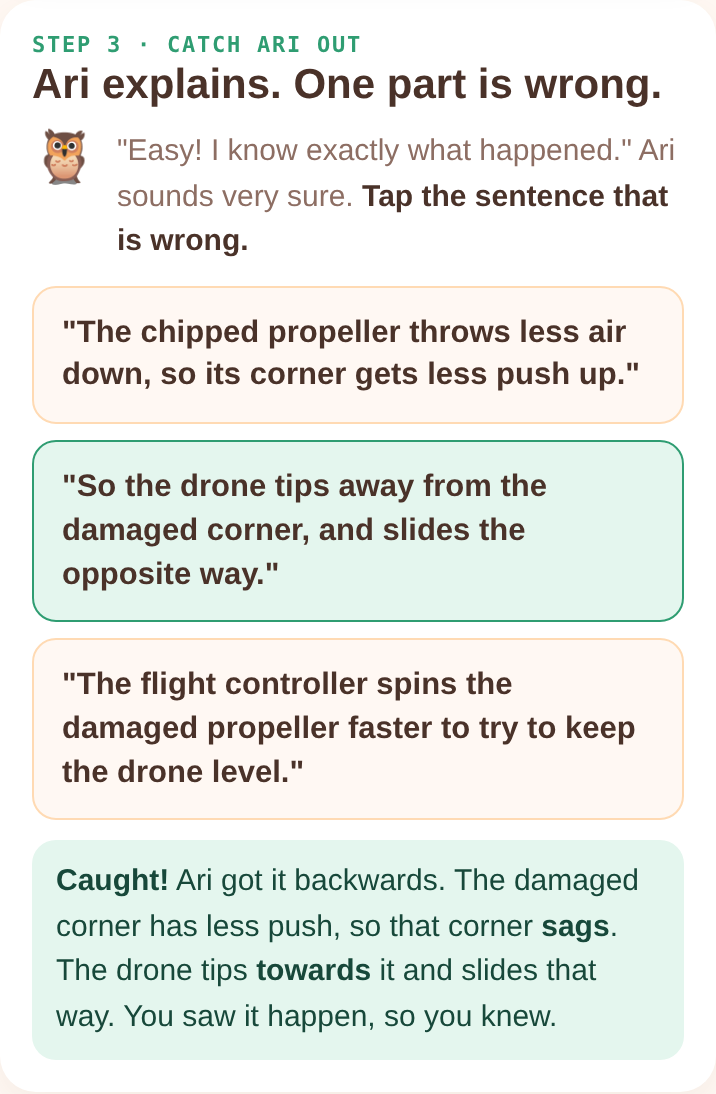 STEP 3 · CATCH ARI OUT
Ari explains. One part is wrong.
"Easy! I know exactly what happened." Ari
sounds very sure. Tap the sentence that
is wrong.
"The chipped propeller throws less air
down, so its corner gets less push up."
"So the drone tips away from the
damaged corner, and slides the
opposite way."
"The flight controller spins the
damaged propeller faster to try to keep
the drone level."
Caught! Ari got it backwards. The damaged
corner has less push, so that corner sags.
The drone tips towards it and slides that
way. You saw it happen, so you knew.